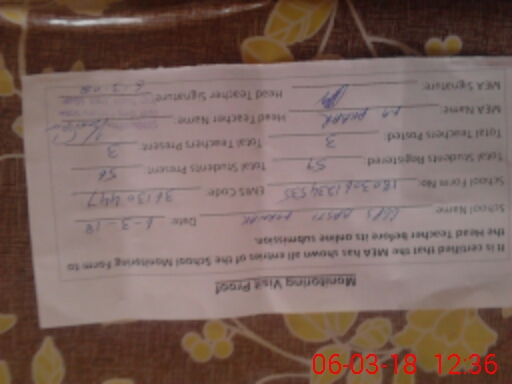 Monitoring Visit Proof
It is certified that the MEA has shown all entries of the School Monitoring Form to
the Head Teacher before its online submission.
School Name: Date: 6-3-18
School Form No: EMIS Code: 36130447
Total Students Registered: 59 Total Students Present: 56
Total Teachers Posted: 3 Total Teachers Present: 3
MEA Name: Head Teacher Name:
MEA Signature: Head Teacher Signature:
06-03-18 12:36